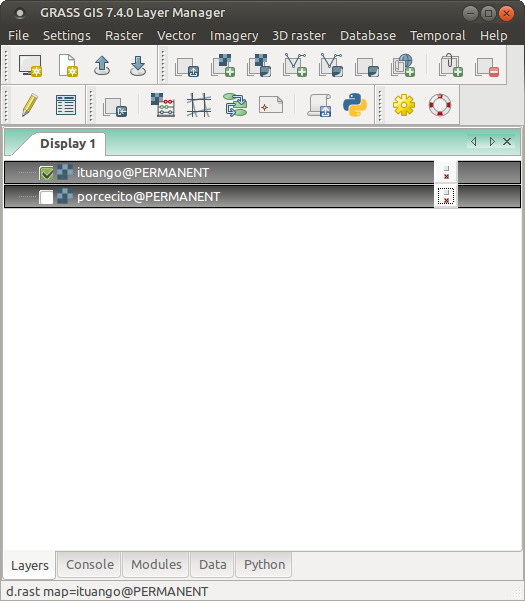 GRASS GIS 7.4.0 Layer Manager
File Settings Raster Vector Imagery 3D raster Database Temporal Help
Display 1
ituango@PERMANENT
porcecito@PERMANENT
Layers Console Modules Data Python
d.rast map=ituango@PERMANENT